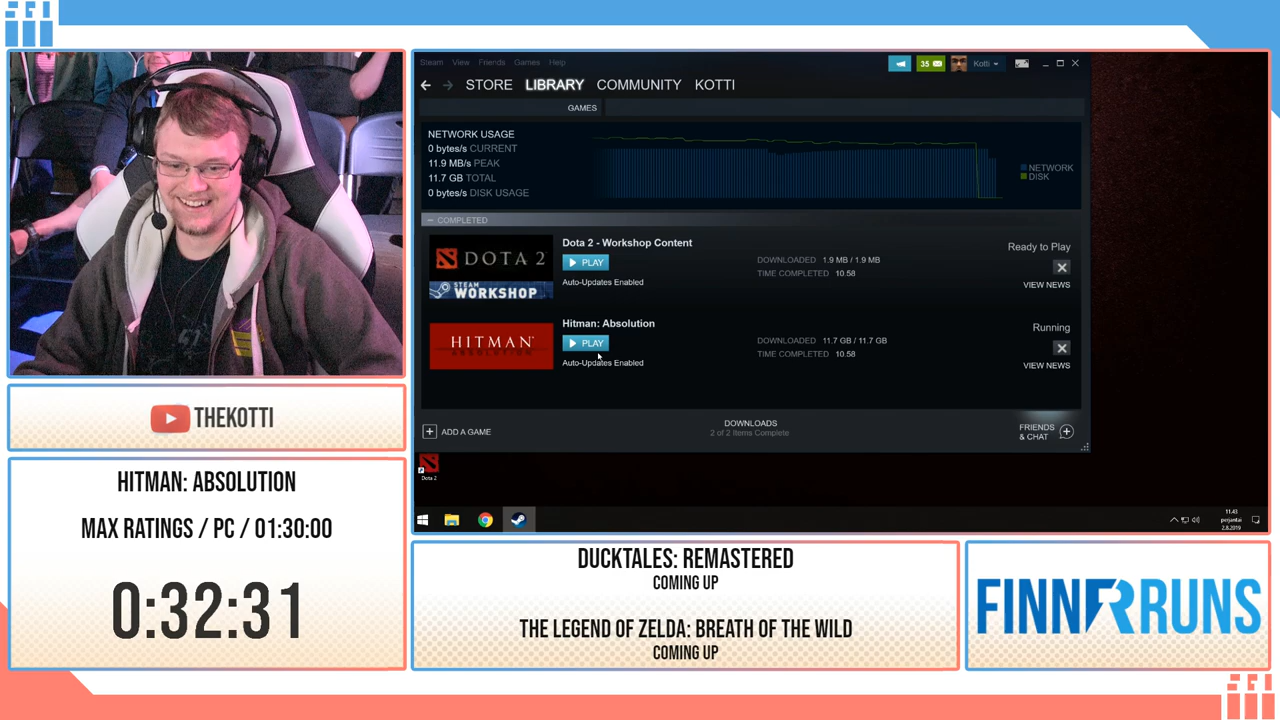 Steam View Friends Games Help
35 Kotti
STORE LIBRARY COMMUNITY KOTTI
GAMES
NETWORK USAGE
0 bytes/s CURRENT
11.9 MB/s PEAK
11.7 GB TOTAL
0 bytes/s DISK USAGE
NETWORK
DISK
COMPLETED
DOTA 2
STEAM WORKSHOP
Dota 2 - Workshop Content
PLAY
Auto-Updates Enabled
DOWNLOADED 1.9 MB / 1.9 MB
TIME COMPLETED 10.58
Ready to Play
VIEW NEWS
HITMAN
ABSOLUTION
Hitman: Absolution
PLAY
Auto-Updates Enabled
DOWNLOADED 11.7 GB / 11.7 GB
TIME COMPLETED 10.58
Running
VIEW NEWS
ADD A GAME
DOWNLOADS
2 of 2 Items Complete
FRIENDS
& CHAT
Dota 2
11.43
perjantai
2.8.2019
THEKOTTI
HITMAN: ABSOLUTION
MAX RATINGS / PC / 01:30:00
0:32:31
DUCKTALES: REMASTERED
COMING UP
THE LEGEND OF ZELDA: BREATH OF THE WILD
COMING UP
FINNRUNS